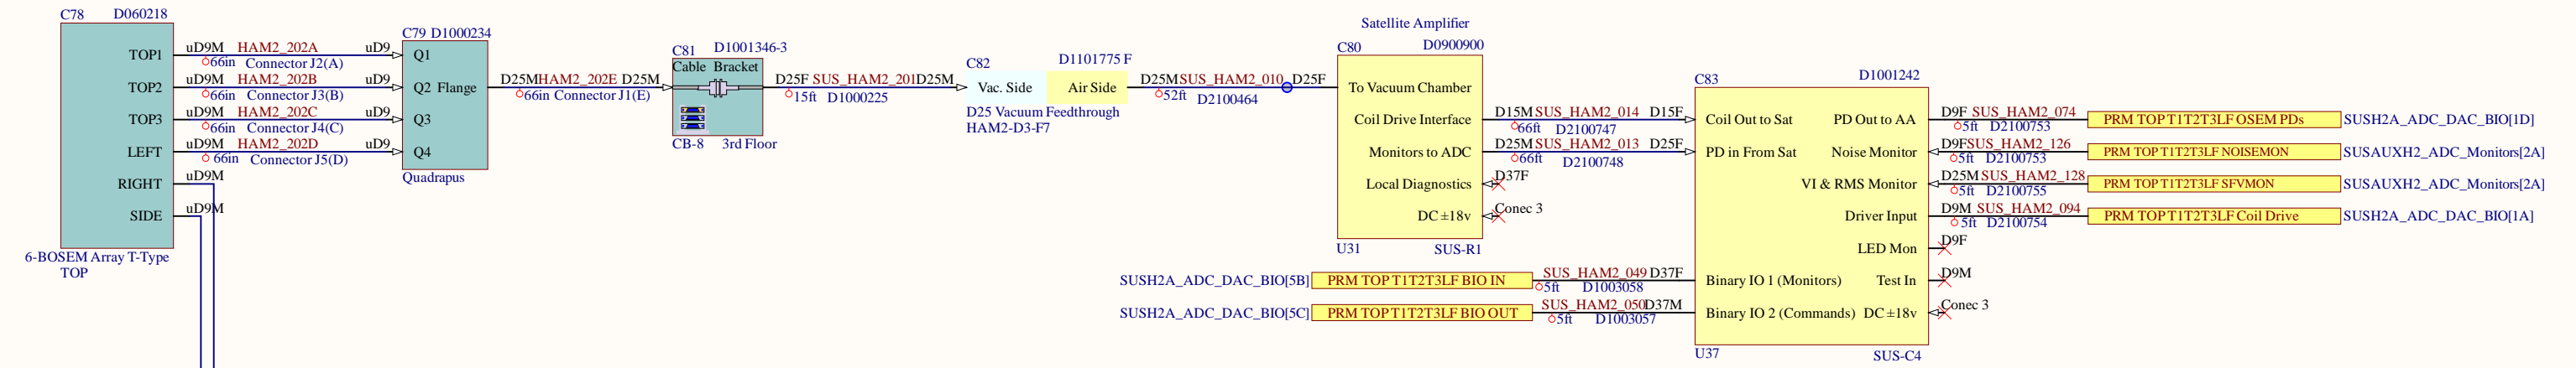 C78 D060218
TOP1
TOP2
TOP3
LEFT
RIGHT
SIDE
6-BOSEM Array T-Type
TOP
uD9M HAM2_202A uD9
66in Connector J2(A)
uD9M HAM2_202B uD9
66in Connector J3(B)
uD9M HAM2_202C uD9
66in Connector J4(C)
uD9M HAM2_202D uD9
66in Connector J5(D)
uD9M
uD9M
C79 D1000234
Q1
Q2 Flange
Q3
Q4
Quadrapus
D25M HAM2_202E D25M
66in Connector J1(E)
C81 D1001346-3
Cable Bracket
CB-8 3rd Floor
D25F SUS_HAM2_201 D25M
15ft D1000225
C82 D1101775 F
Vac. Side Air Side
D25 Vacuum Feedthrough
HAM2-D3-F7
D25M SUS_HAM2_010 D25F
52ft D2100464
Satellite Amplifier
C80 D0900900
To Vacuum Chamber
Coil Drive Interface
Monitors to ADC
Local Diagnostics
DC ±18v
U31 SUS-R1
D15M SUS_HAM2_014 D15F
66ft D2100747
D25M SUS_HAM2_013 D25F
66ft D2100748
D37F
Conec 3
SUSH2A_ADC_DAC_BIO[5B] PRM TOP T1T2T3LF BIO IN SUS_HAM2_049 D37F
5ft D1003058
SUSH2A_ADC_DAC_BIO[5C] PRM TOP T1T2T3LF BIO OUT SUS_HAM2_050 D37M
5ft D1003057
C83 D1001242
Coil Out to Sat PD Out to AA
PD in From Sat Noise Monitor
VI & RMS Monitor
Driver Input
LED Mon
Binary IO 1 (Monitors) Test In
Binary IO 2 (Commands) DC ±18v
U37 SUS-C4
D9F SUS_HAM2_074 PRM TOP T1T2T3LF OSEM PDs SUSH2A_ADC_DAC_BIO[1D]
5ft D2100753
D9F SUS_HAM2_126 PRM TOP T1T2T3LF NOISEMON SUSAUXH2_ADC_Monitors[2A]
5ft D2100753
D25M SUS_HAM2_128 PRM TOP T1T2T3LF SFVMON SUSAUXH2_ADC_Monitors[2A]
5ft D2100755
D9M SUS_HAM2_094 PRM TOP T1T2T3LF Coil Drive SUSH2A_ADC_DAC_BIO[1A]
5ft D2100754
D9F
D9M
Conec 3